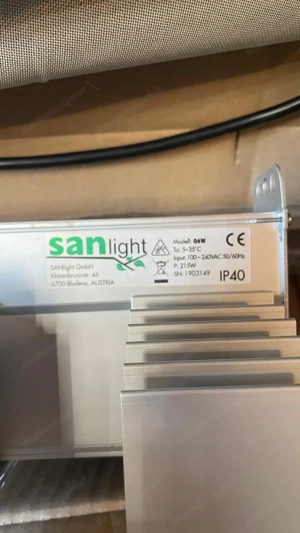 sanlight
SANlight GmbH
Klarenbrunnstr. 46
6700 Bludenz, AUSTRIA
Modell: Q6W
Ta: 5-35°C
Input: 100-240VAC 50/60Hz
P: 215W
SN: 1903149
CE
IP40